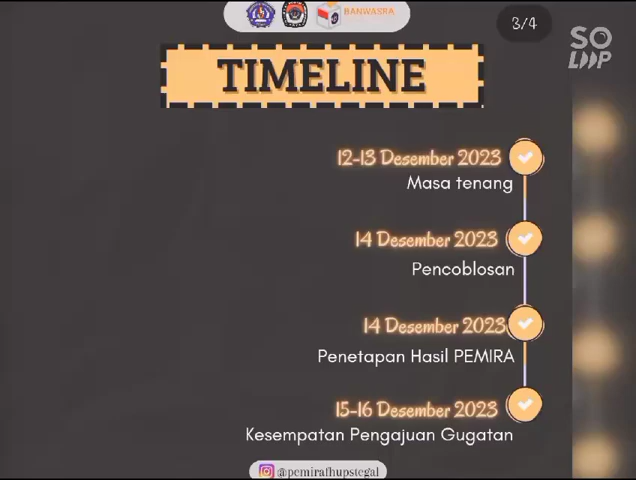 BANWASRA
3/4
SO
LOOP
TIMELINE
12-13 Desember 2023
Masa tenang
14 Desember 2023
Pencoblosan
14 Desember 2023
Penetapan Hasil PEMIRA
15-16 Desember 2023
Kesempatan Pengajuan Gugatan
@pemirafhupstegal